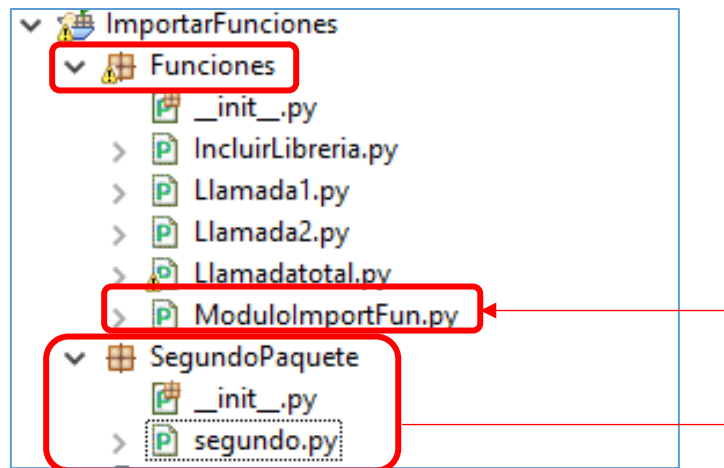 ImportarFunciones
Funciones
__init__.py
IncluirLibreria.py
Llamada1.py
Llamada2.py
Llamadatotal.py
ModuloImportFun.py
SegundoPaquete
__init__.py
segundo.py